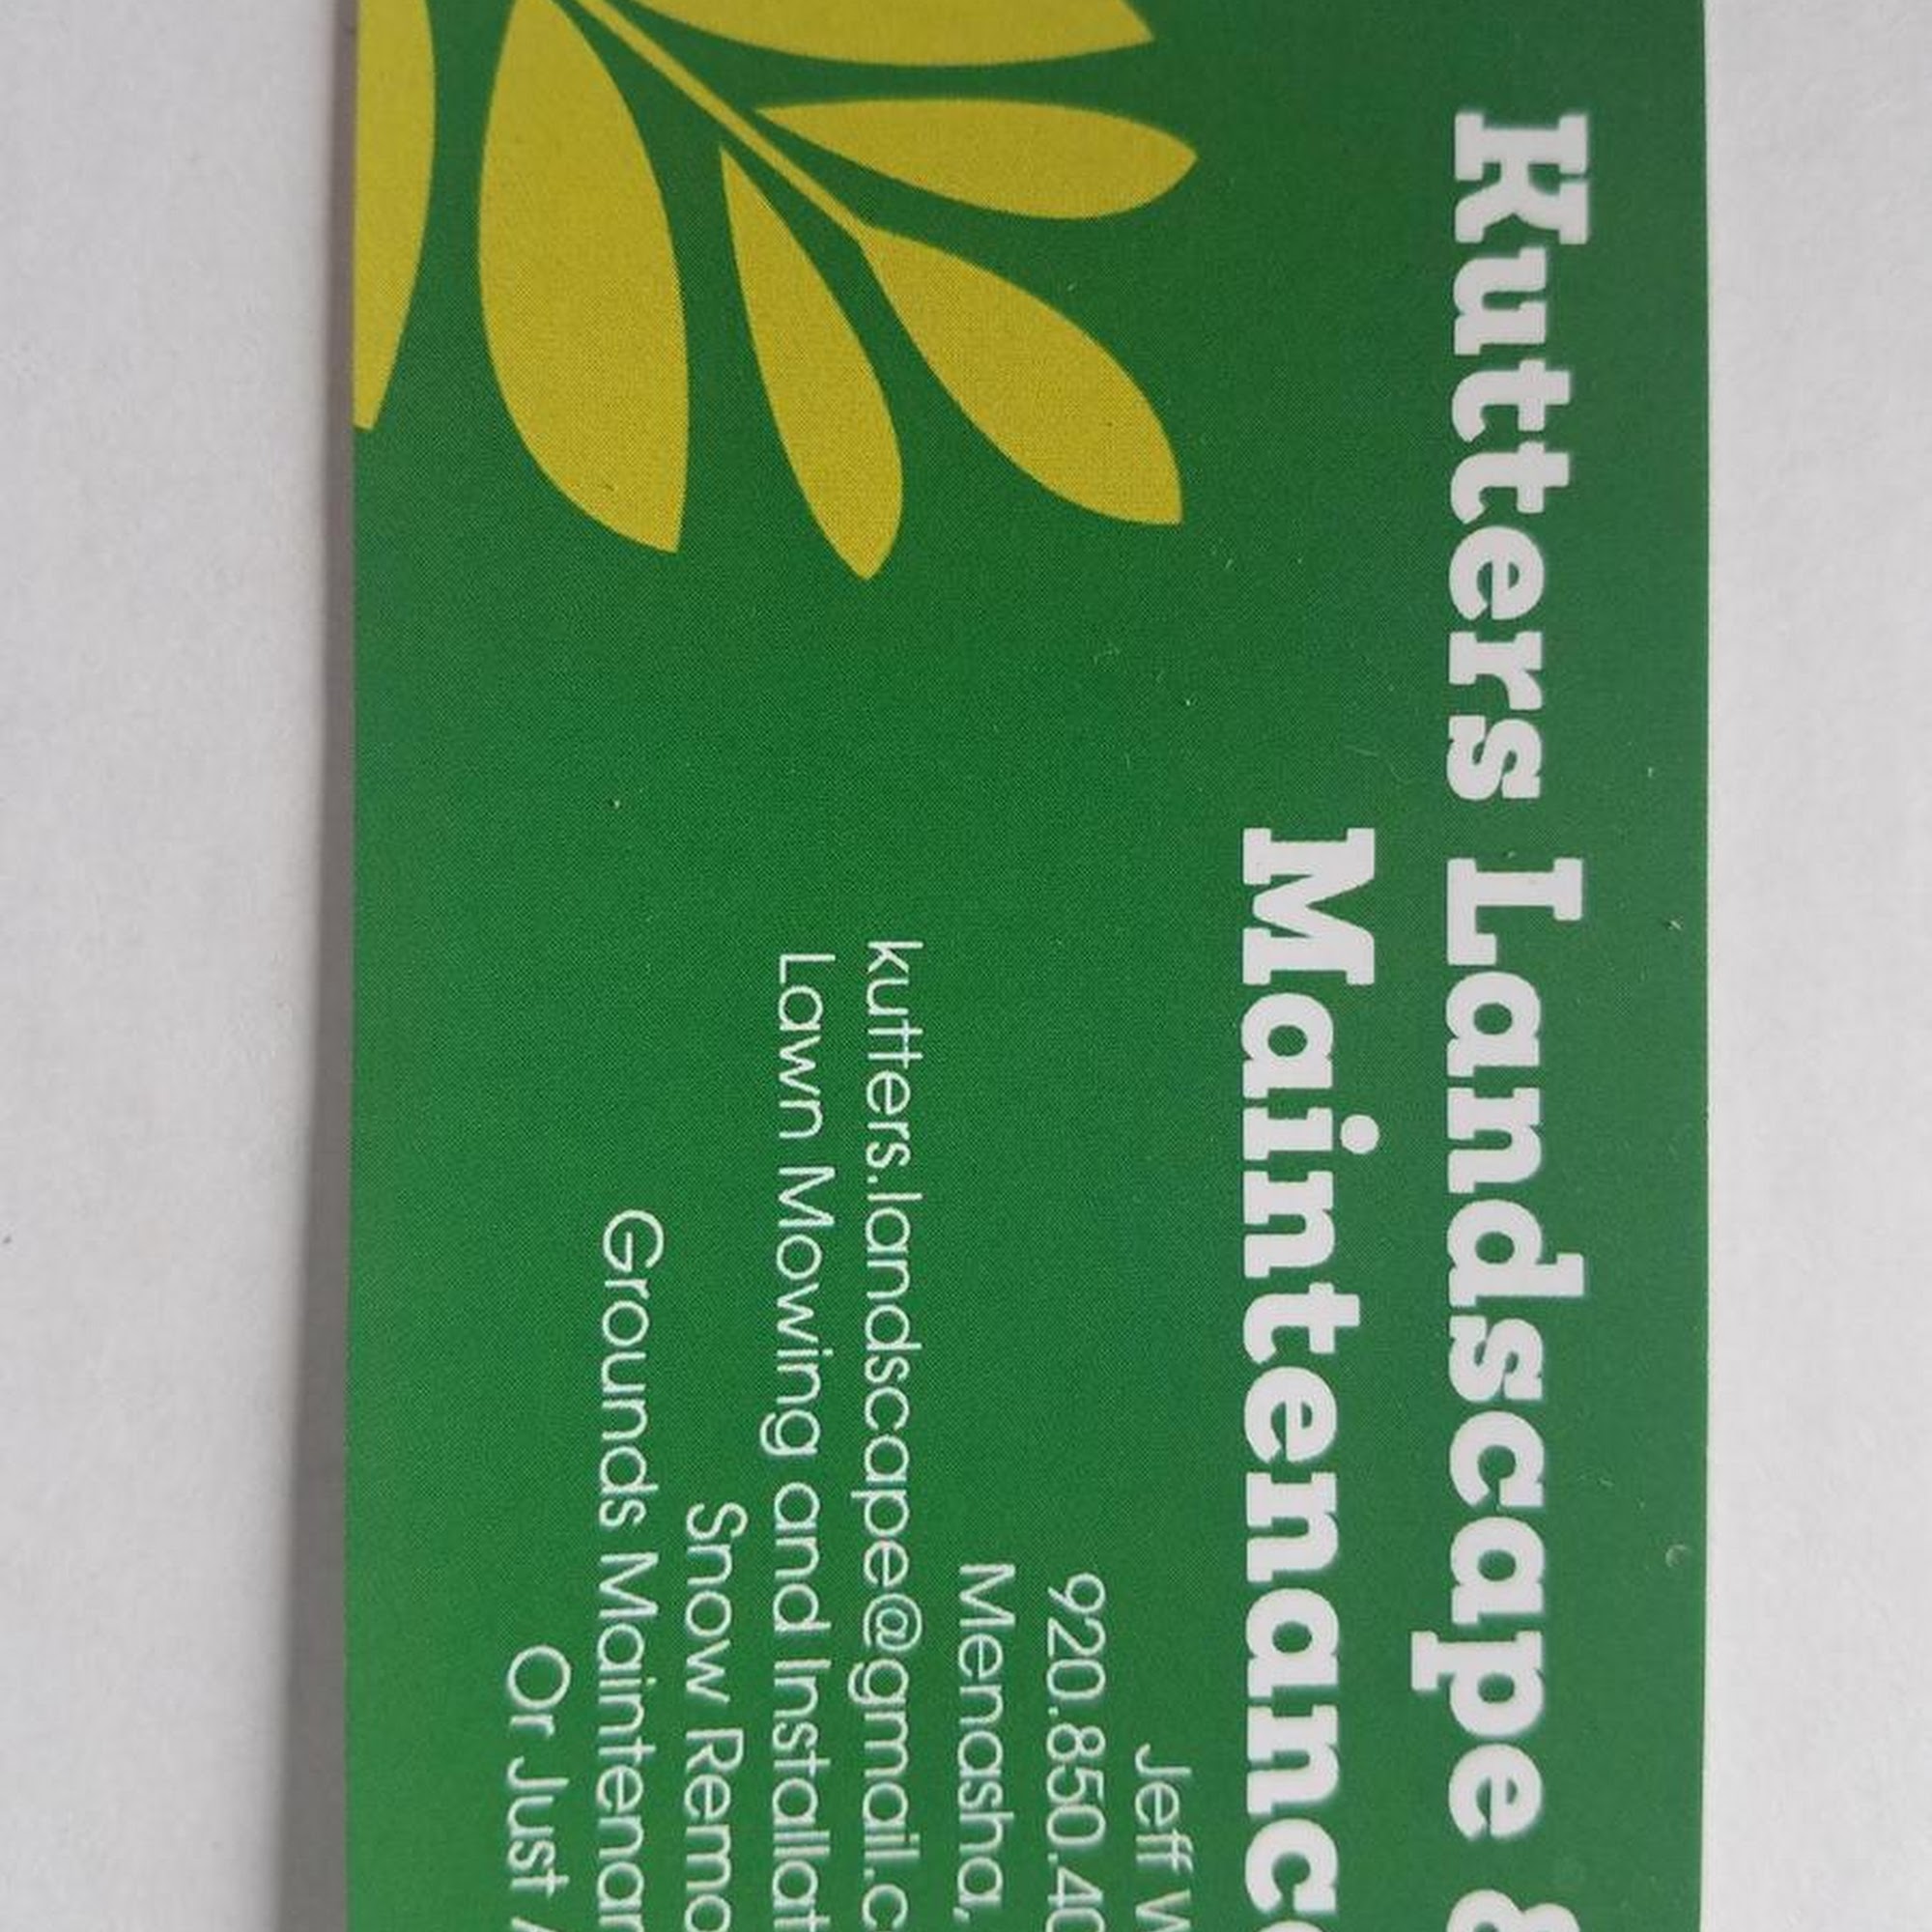 Kutters Landscape &
Maintenanc
Jeff
920.850.40
Menasha,
kutters.landscape@gmail.c
Lawn Mowing and Installat
Snow Remo
Grounds Maintenan
Or Just